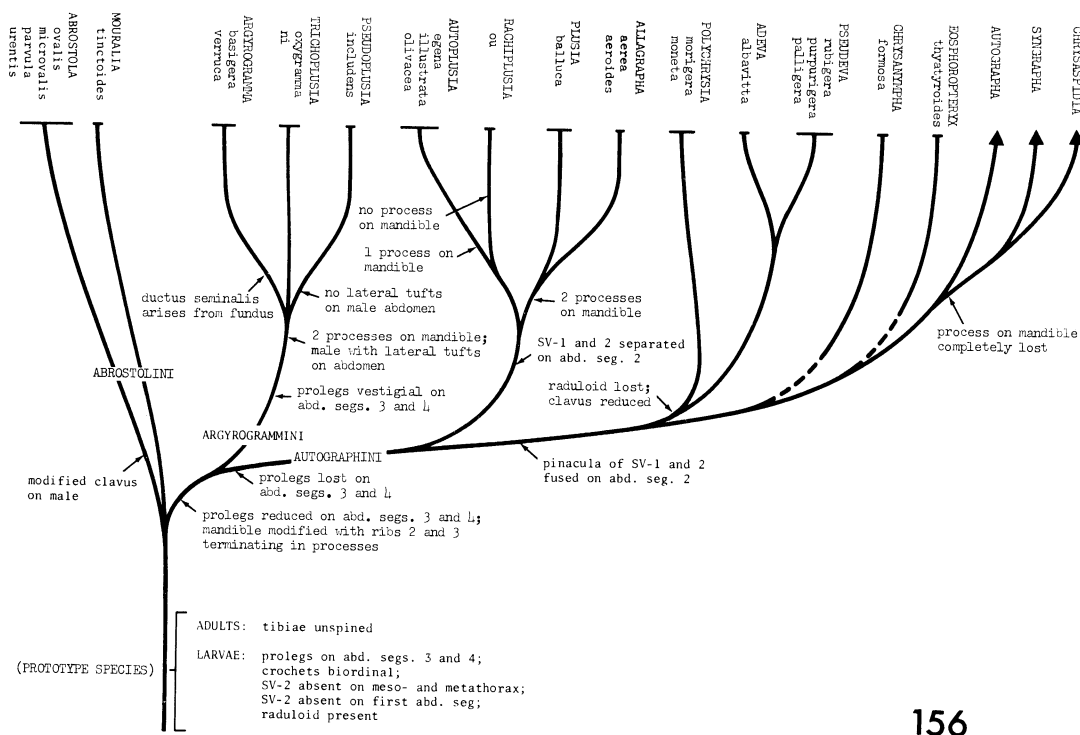 ABROSTOLA
ovalis
microvalis
parvula
urentis
MOURALIA
tinctoides
ARGYROGRAMMA
basigera
verruca
TRICHOPLUSIA
oxygramma
ni
PSEUDOPLUSIA
includens
AUTOPLUSIA
egena
illustrata
olivacea
RACHIPLUSIA
ou
PLUSIA
balluca
ALLAGRAPHA
aerea
aeroides
POLYCHRYSIA
morigera
moneta
ADEVA
albavitta
PSEUDEVA
rubigera
purpurigera
palligera
CHRYSANYMPHA
formosa
EOSPHOROPTERYX
thyatyroides
AUTOGRAPHA
SYNGRAPHA
no process
on mandible
1 process on
mandible
ductus seminalis
arises from fundus
no lateral tufts
on male abdomen
2 processes
on mandible
2 processes on mandible;
male with lateral tufts
on abdomen
SV-1 and 2 separated
on abd. seg. 2
process on mandible
completely lost
ABROSTOLINI
prolegs vestigial on
abd. segs. 3 and 4
raduloid lost;
clavus reduced
ARGYROGRAMMINI
AUTOGRAPHINI
modified clavus
on male
prolegs lost on
abd. segs. 3 and 4
pinacula of SV-1 and 2
fused on abd. seg. 2
prolegs reduced on abd. segs. 3 and 4;
mandible modified with ribs 2 and 3
terminating in processes
(PROTOTYPE SPECIES)
ADULTS: tibiae unspined
LARVAE: prolegs on abd. segs. 3 and 4;
crochets biordinal;
SV-2 absent on meso- and metathorax;
SV-2 absent on first abd. seg;
raduloid present
156